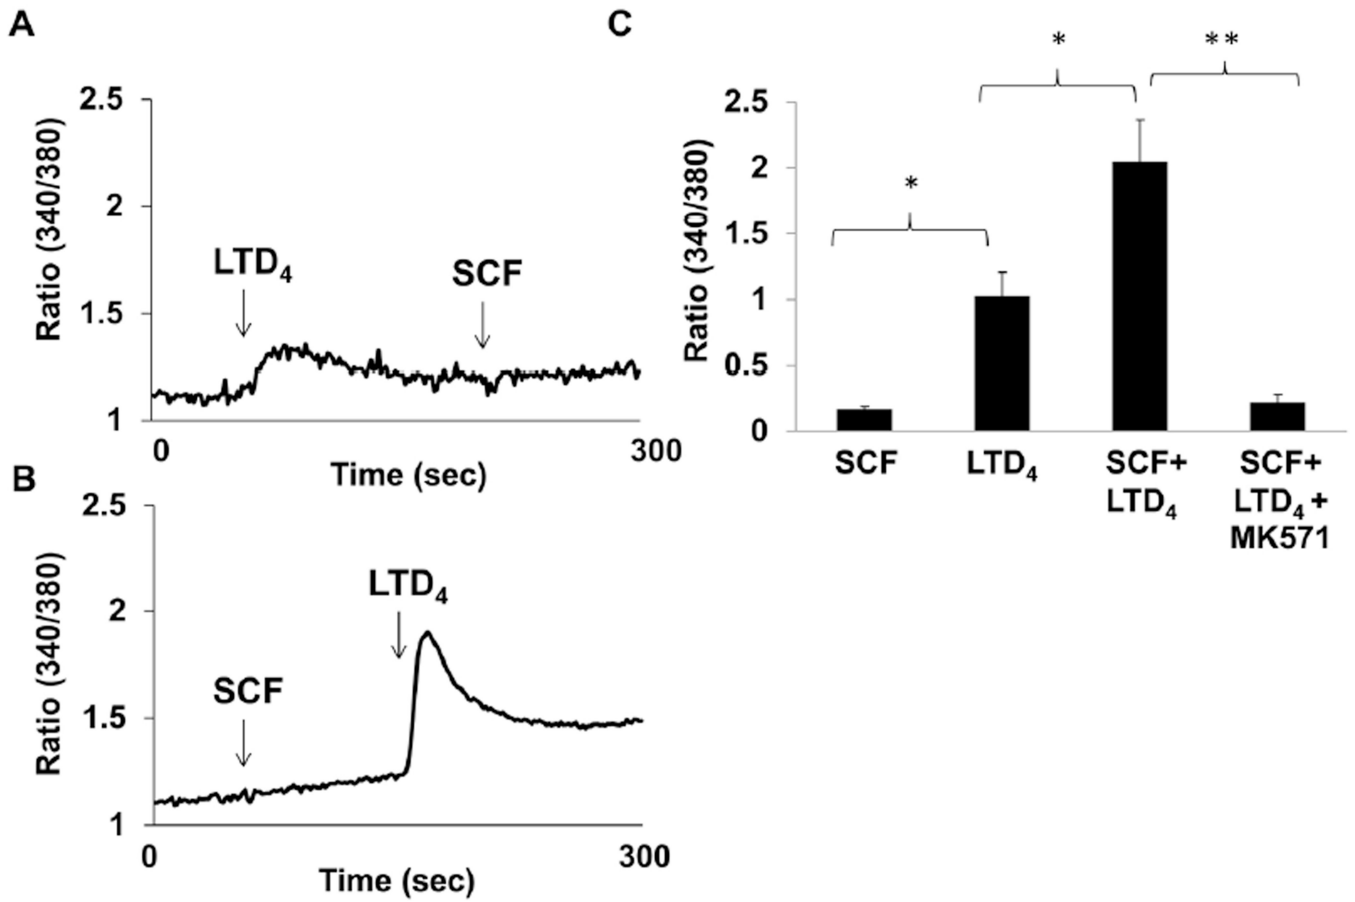 A
Ratio (340/380)
2.5
2
1.5
1
LTD4
SCF
0
300
Time (sec)
B
Ratio (340/380)
2.5
2
1.5
1
SCF
LTD4
0
300
Time (sec)
C
Ratio (340/380)
2.5
2
1.5
1
0.5
0
*
*
**
SCF
LTD4
SCF+
LTD4
SCF+
LTD4 +
MK571